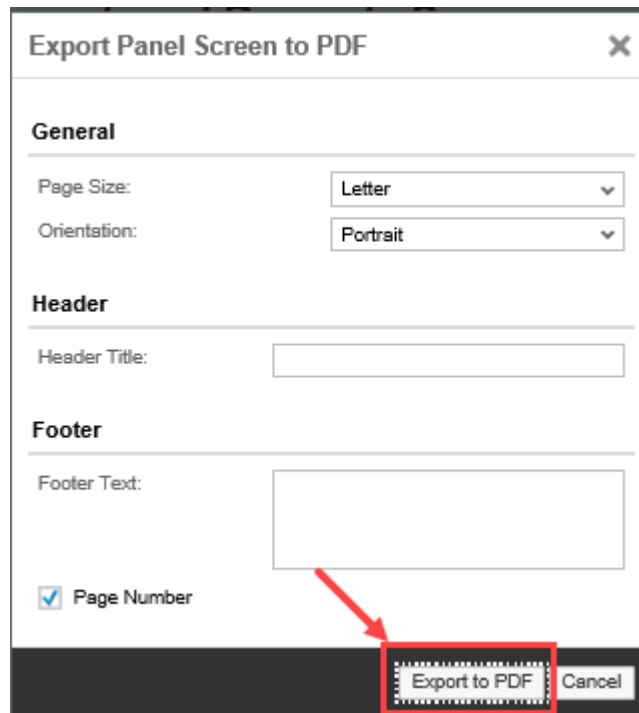 Export Panel Screen to PDF
General
Page Size: Letter
Orientation: Portrait
Header
Header Title:
Footer
Footer Text:
Page Number
Export to PDF Cancel